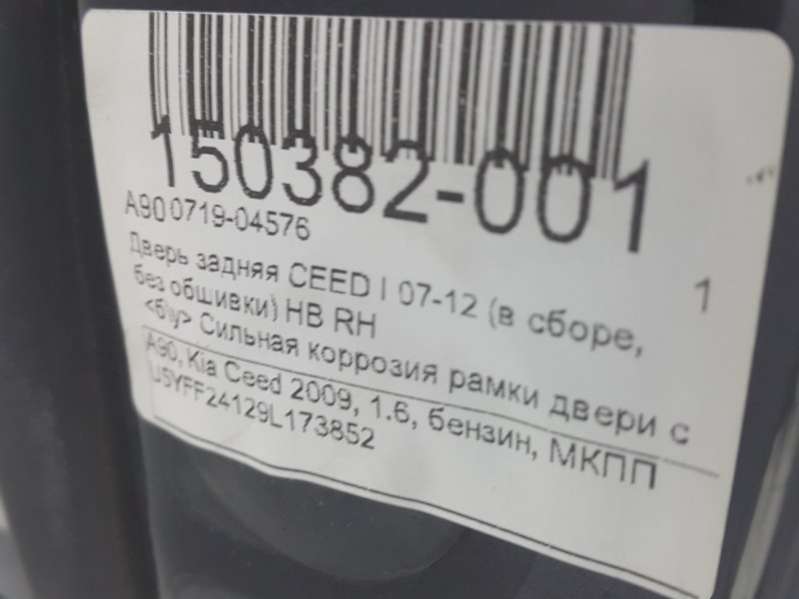 150382-001
A90 0719-04576
1
Дверь задняя CEED I 07-12 (в сборе,
без обшивки) HB RH
<б/у> Сильная коррозия рамки двери с
A90, Kia Ceed 2009, 1.6, бензин, МКПП
U5YFF24129L173852